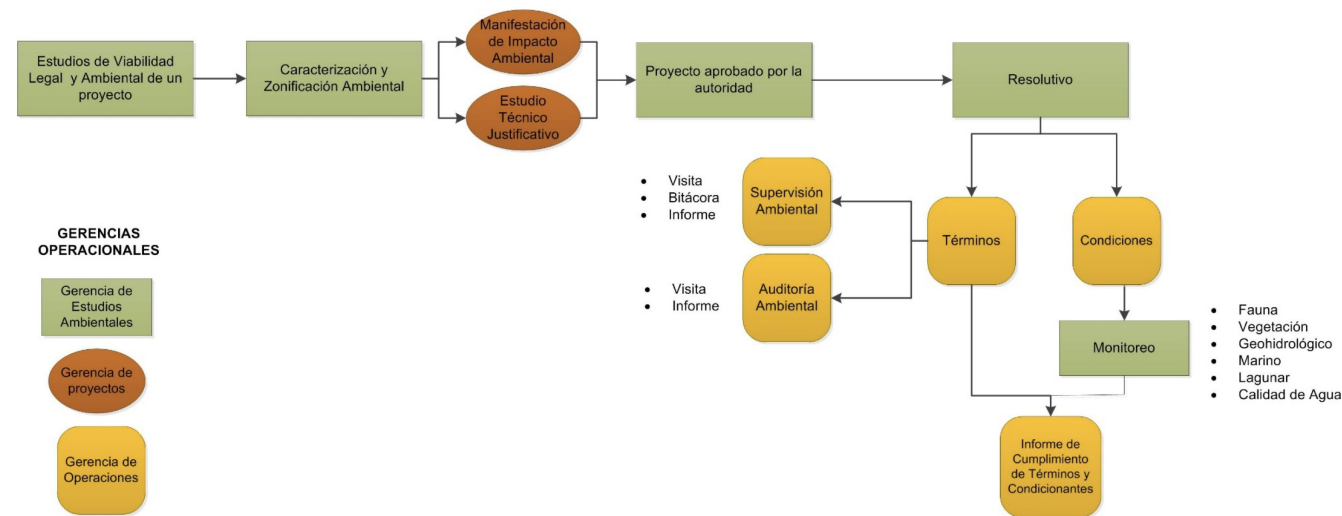 Estudios de Viabilidad
Legal y Ambiental de un
proyecto
Caracterización y
Zonificación Ambiental
Manifestación
de Impacto
Ambiental
Estudio
Técnico
Justificativo
Proyecto aprobado por la
autoridad
Resolutivo
• Visita
• Bitácora
• Informe
Supervisión
Ambiental
Términos
Condiciones
• Visita
• Informe
Auditoría
Ambiental
Monitoreo
• Fauna
• Vegetación
• Geohidrológico
• Marino
• Lagunar
• Calidad de Agua
Informe de
Cumplimiento
de Términos y
Condicionantes
GERENCIAS
OPERACIONALES
Gerencia de
Estudios
Ambientales
Gerencia de
proyectos
Gerencia de
Operaciones